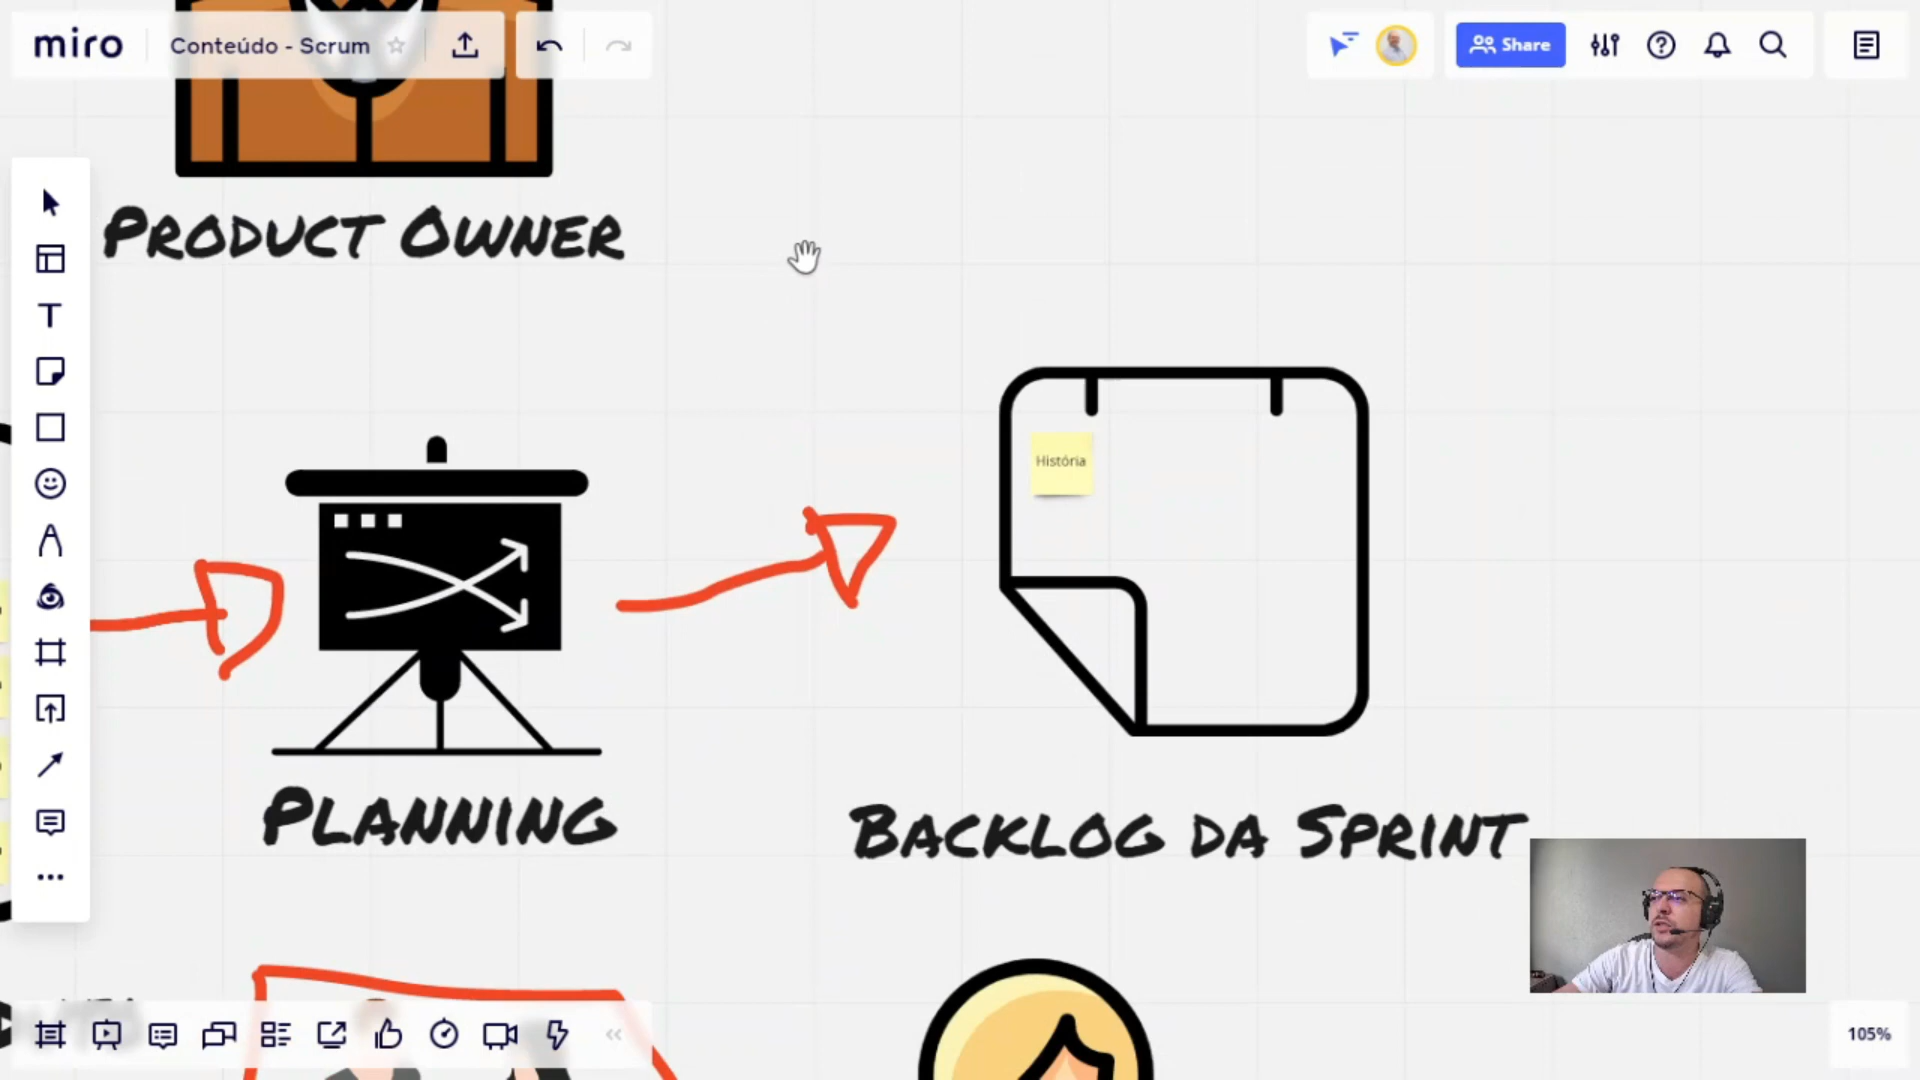 miro
Conteúdo - Scrum
Share
PRODUCT OWNER
História
PLANNING
BACKLOG DA SPRINT
105%